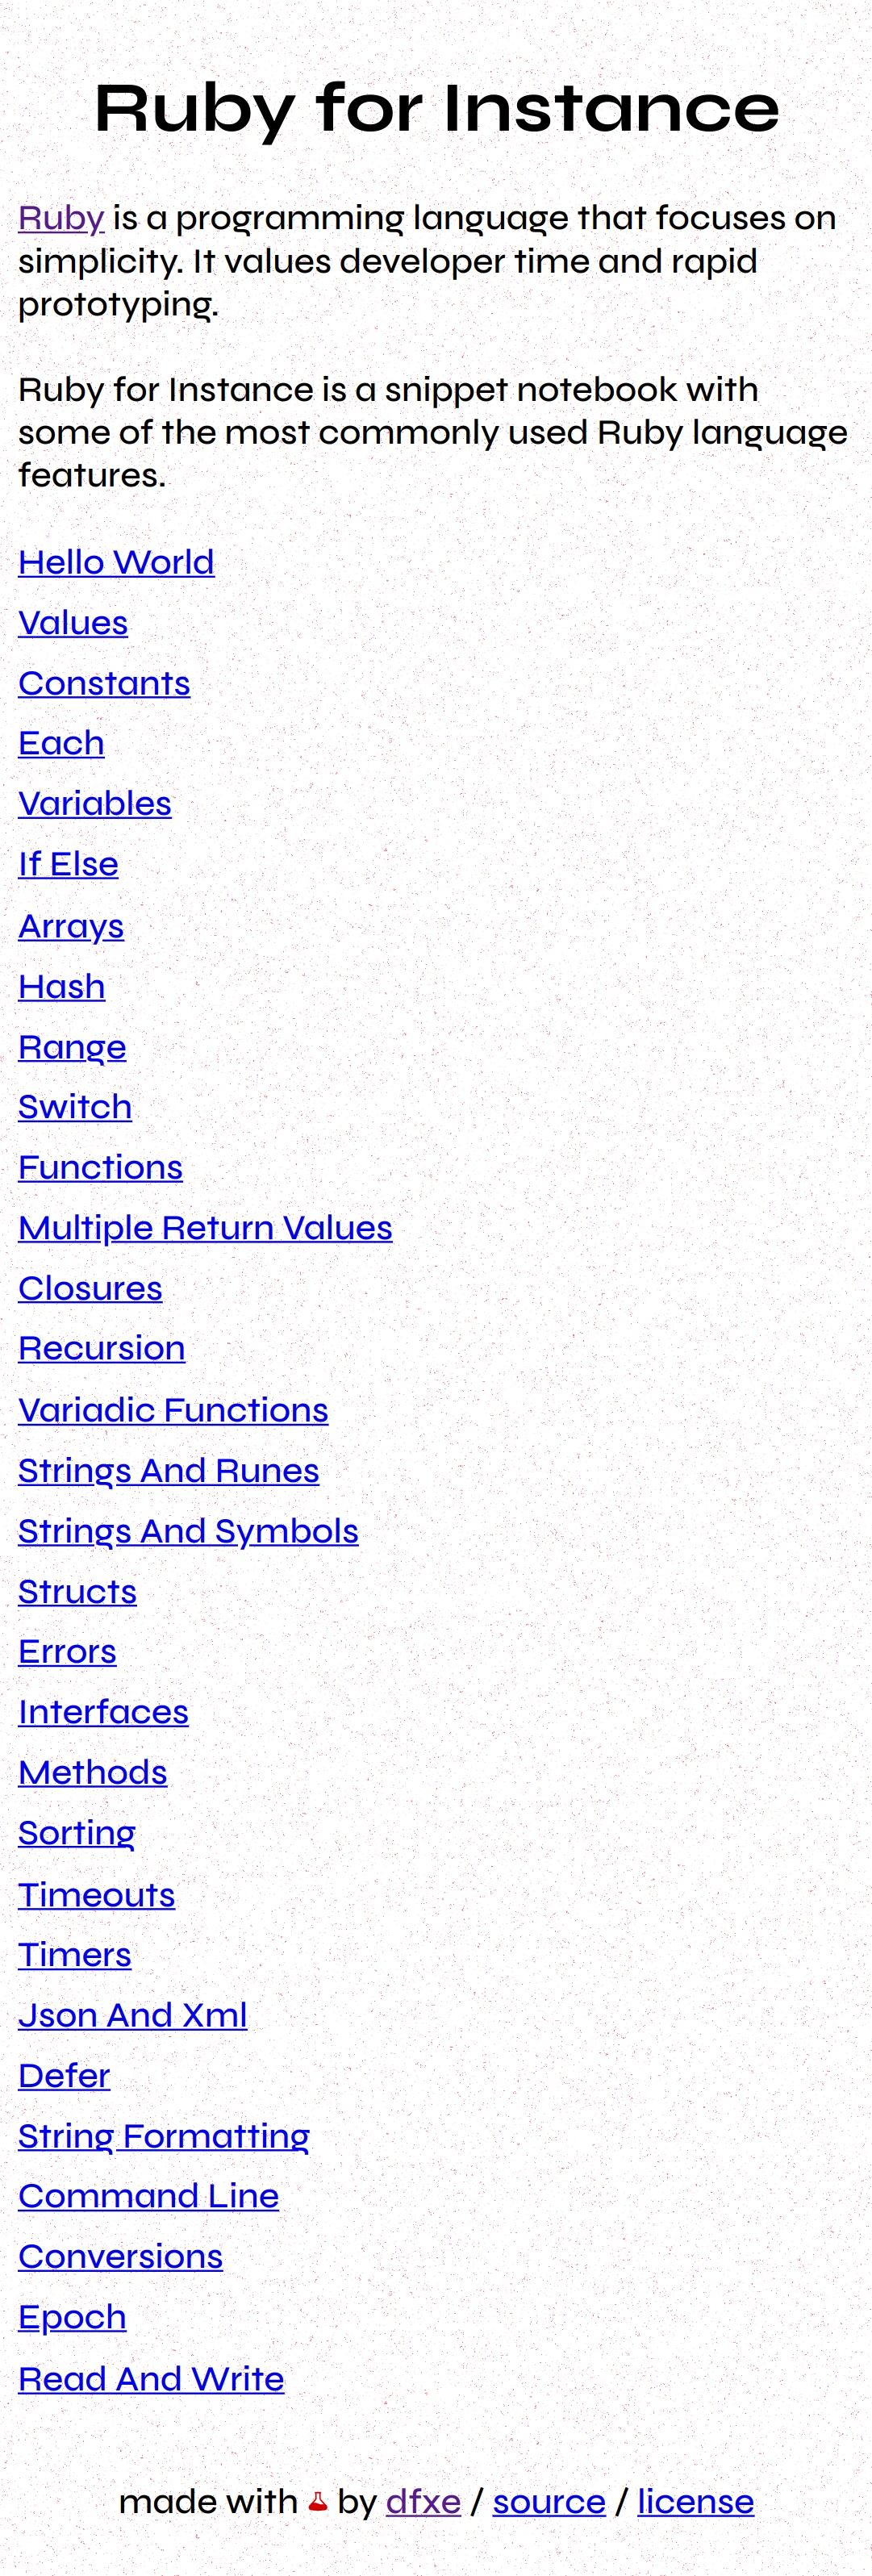 Ruby for Instance
Ruby is a programming language that focuses on
simplicity. It values developer time and rapid
prototyping.
Ruby for Instance is a snippet notebook with
some of the most commonly used Ruby language
features.
Hello World
Values
Constants
Each
Variables
If Else
Arrays
Hash
Range
Switch
Functions
Multiple Return Values
Closures
Recursion
Variadic Functions
Strings And Runes
Strings And Symbols
Structs
Errors
Interfaces
Methods
Sorting
Timeouts
Timers
Json And Xml
Defer
String Formatting
Command Line
Conversions
Epoch
Read And Write
made with by dfxe / source / license